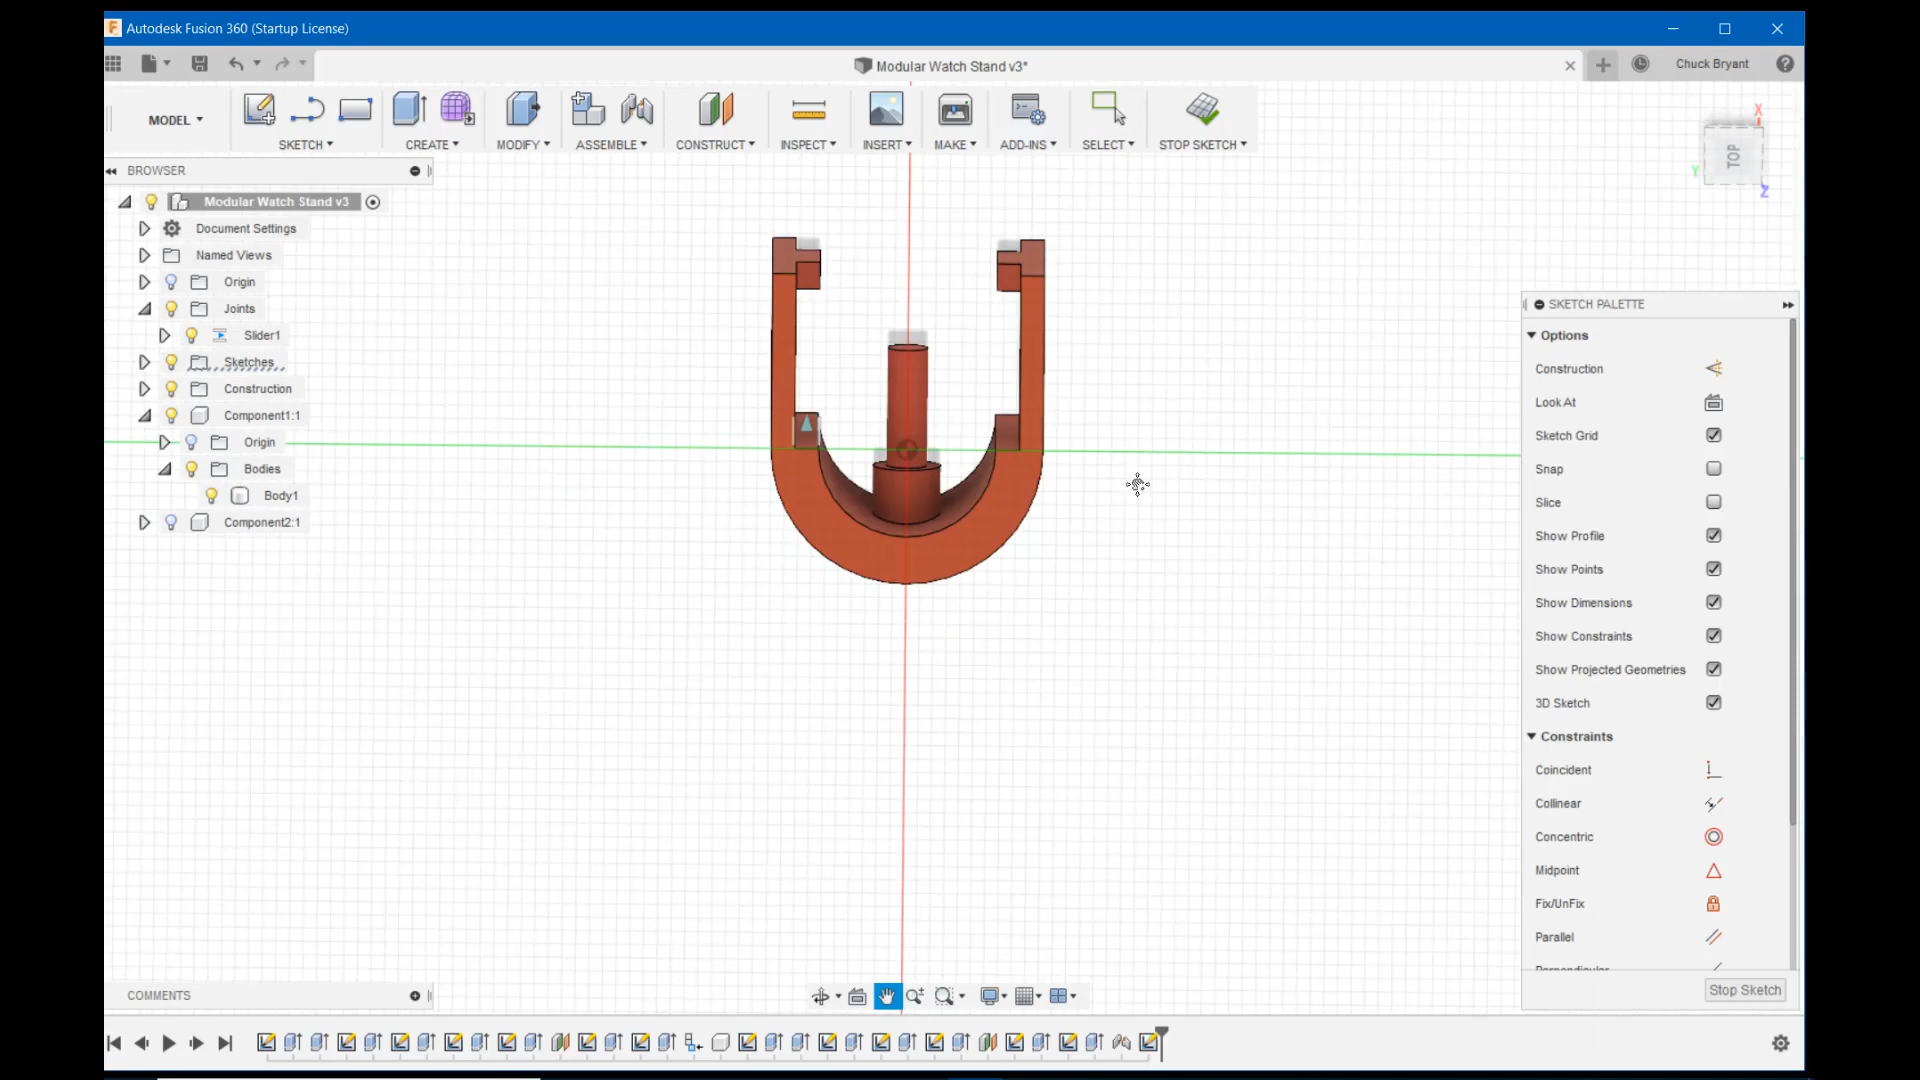 Autodesk Fusion 360 (Startup License)
Modular Watch Stand v3*
Chuck Bryant
MODEL
SKETCH
CREATE
MODIFY
ASSEMBLE
CONSTRUCT
INSPECT
INSERT
MAKE
ADD-INS
SELECT
STOP SKETCH
X
TOP
Y
Z
BROWSER
Modular Watch Stand v3
Document Settings
Named Views
Origin
Joints
Slider1
Sketches
Construction
Component1:1
Origin
Bodies
Body1
Component2:1
SKETCH PALETTE
Options
Construction
Look At
Sketch Grid
Snap
Slice
Show Profile
Show Points
Show Dimensions
Show Constraints
Show Projected Geometries
3D Sketch
Constraints
Coincident
Collinear
Concentric
Midpoint
Fix/UnFix
Parallel
Perpendicular
Stop Sketch
COMMENTS